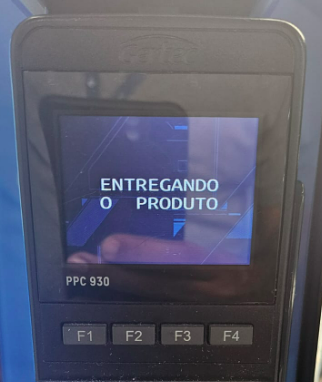 ENTREGANDO
O PRODUTO
PPC 930
F1 F2 F3 F4